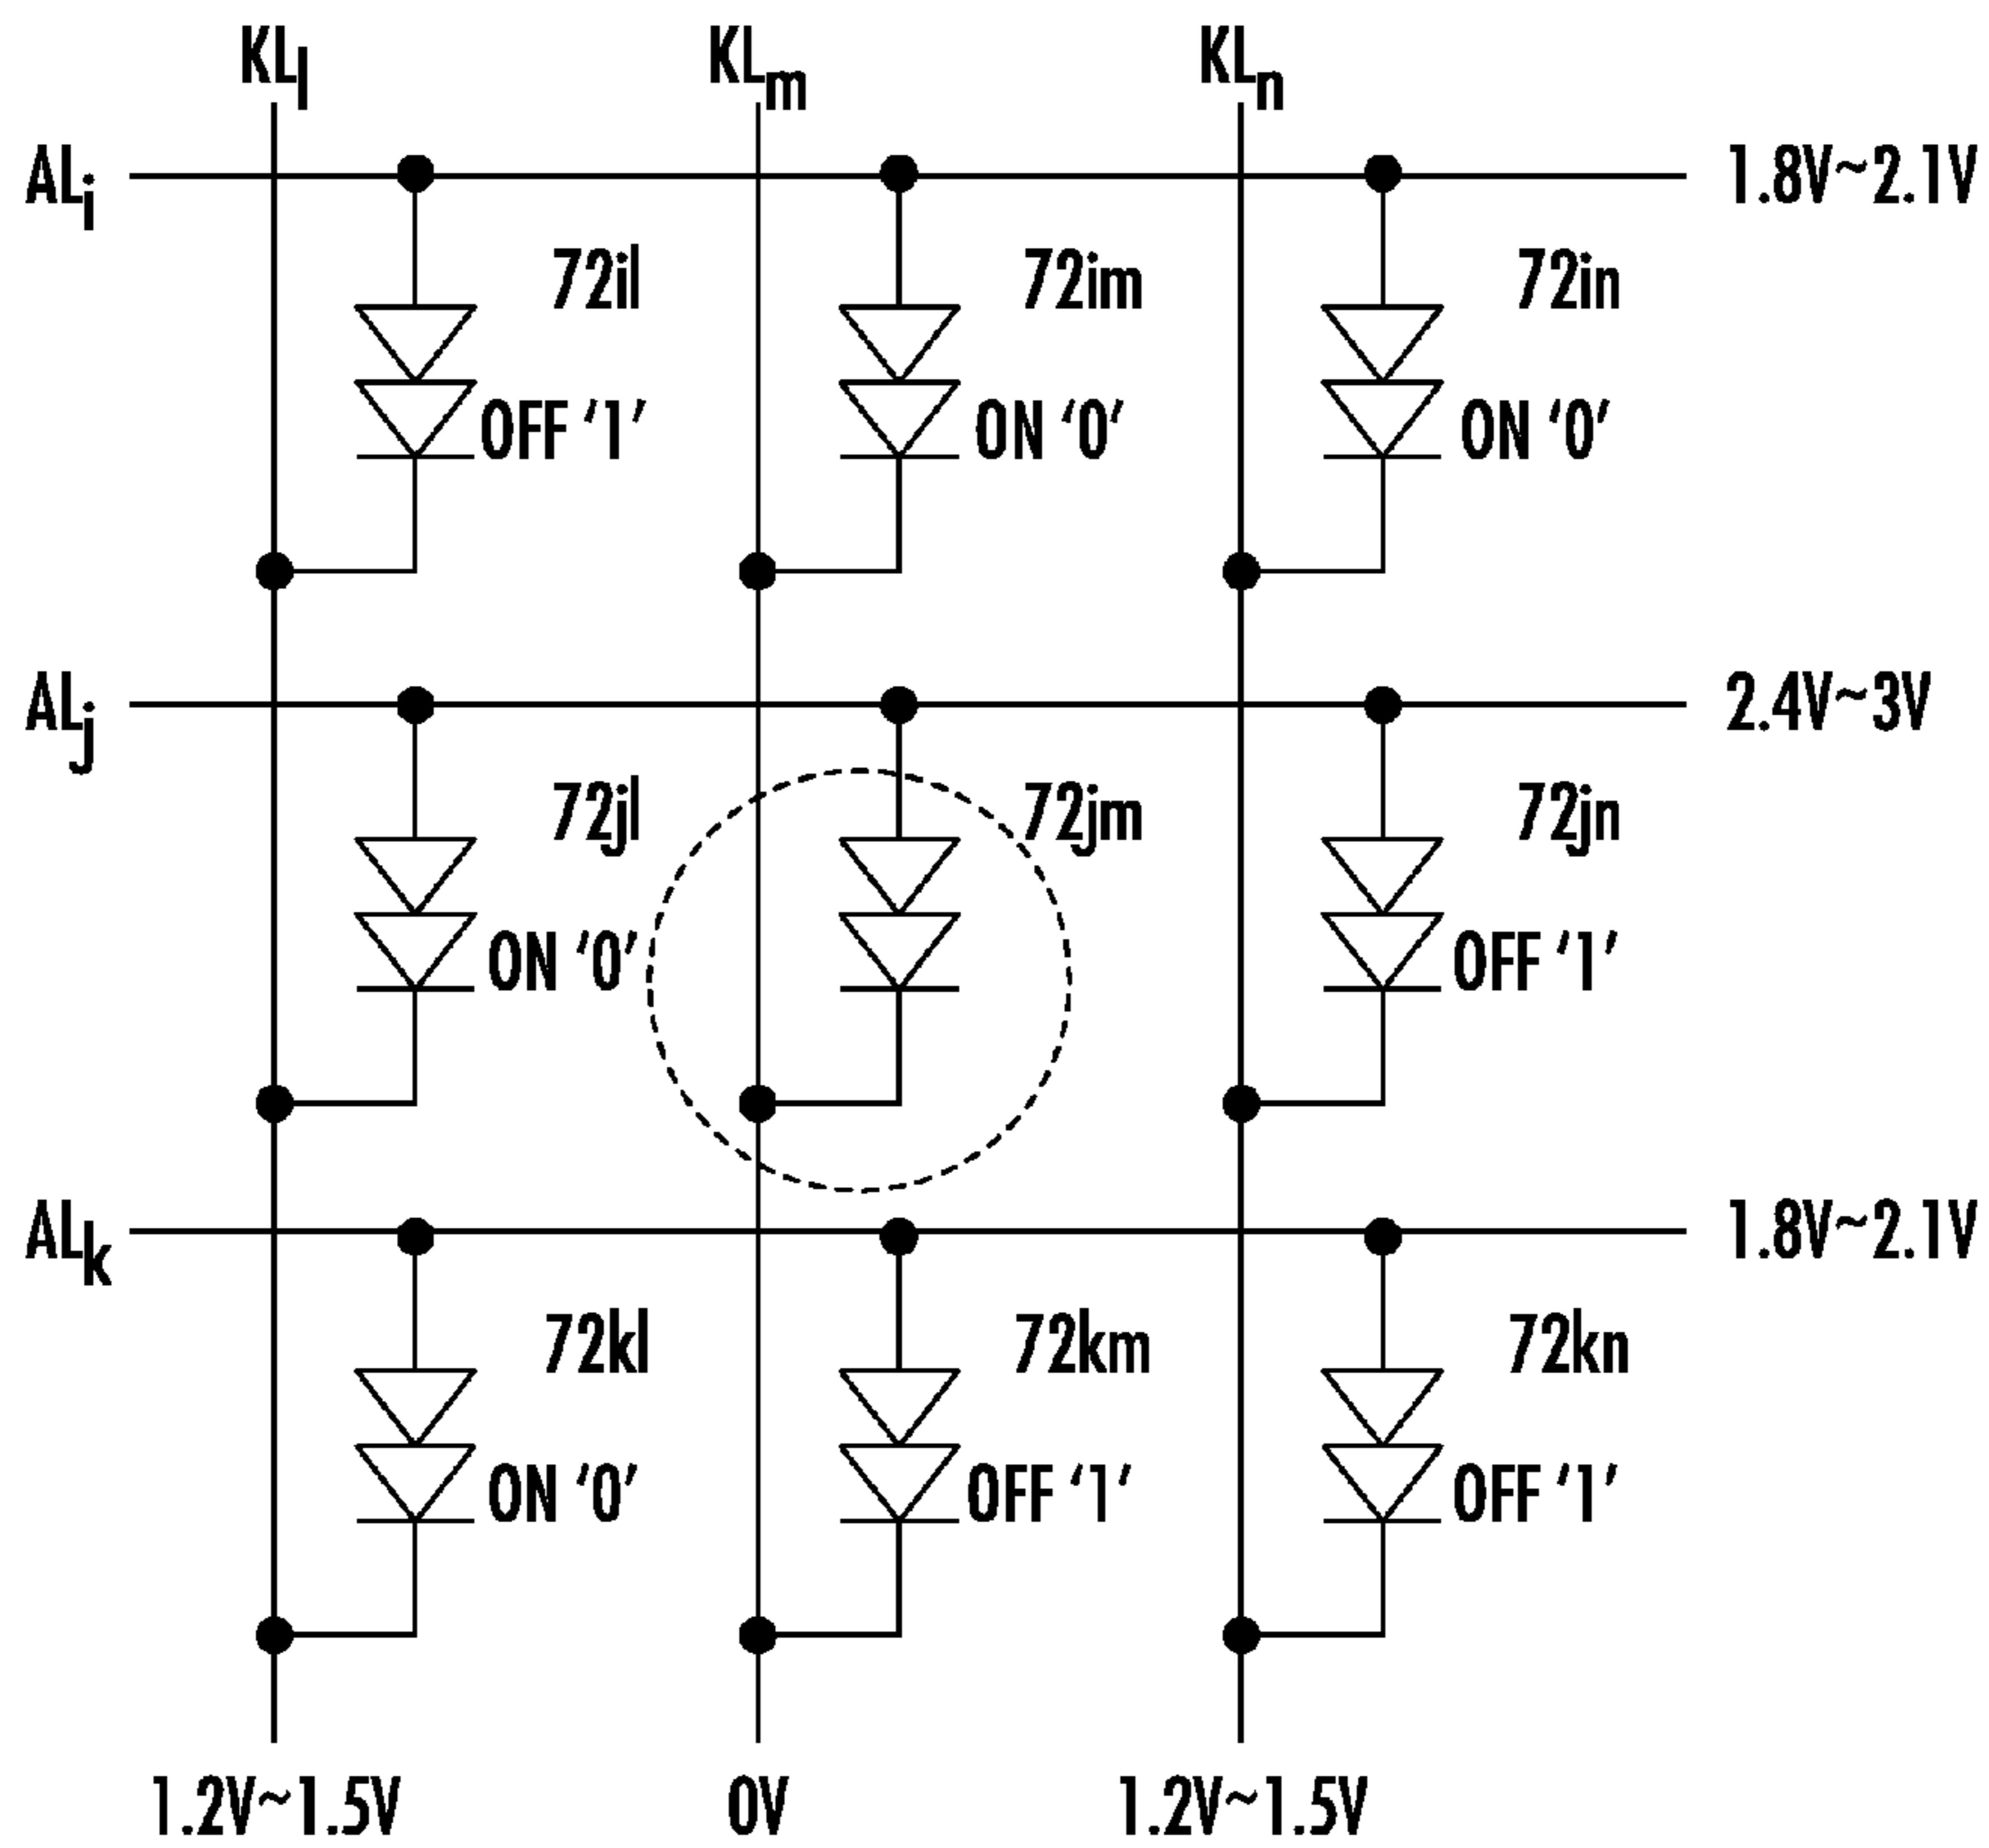 KLl KLm KLn
ALi 1.8V~2.1V
72il 72im 72in
OFF '1' ON '0' ON '0'
ALj 2.4V~3V
72jl 72jm 72jn
ON '0' OFF '1'
ALk 1.8V~2.1V
72kl 72km 72kn
ON '0' OFF '1' OFF '1'
1.2V~1.5V 0V 1.2V~1.5V